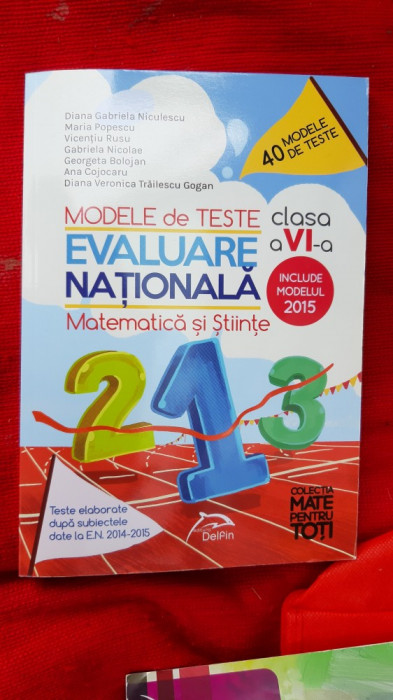 Diana Gabriela Niculescu
Maria Popescu
Vicențiu Rusu
Gabriela Nicolae
Georgeta Bolojan
Ana Cojocaru
Diana Veronica Trăilescu Gogan
40 MODELE
DE TESTE
MODELE de TESTE
EVALUARE
NAȚIONALĂ
Matematică și Științe
clasa
a VI-a
INCLUDE
MODELUL
2015
2 1 3
Teste elaborate
după subiectele
date la E.N. 2014-2015
Delfin
COLECȚIA
MATE
PENTRU
TOȚI